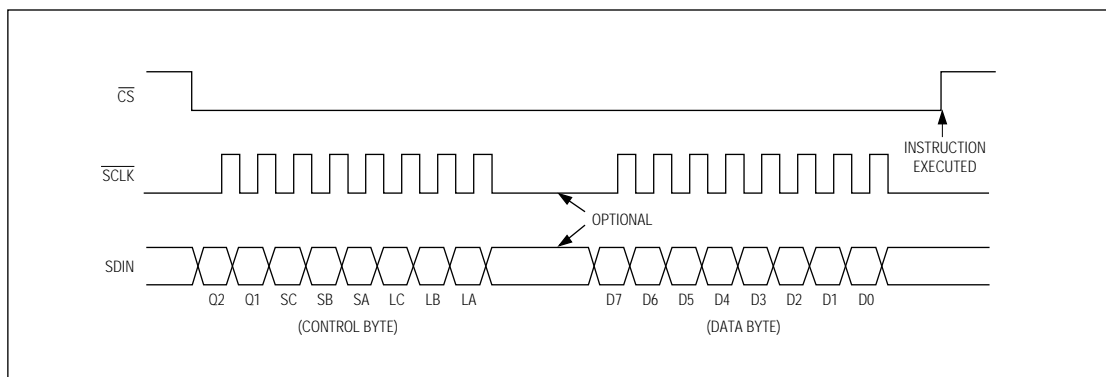 CS
INSTRUCTION
EXECUTED
SCLK
OPTIONAL
SDIN
Q2 Q1 SC SB SA LC LB LA D7 D6 D5 D4 D3 D2 D1 D0
(CONTROL BYTE) (DATA BYTE)